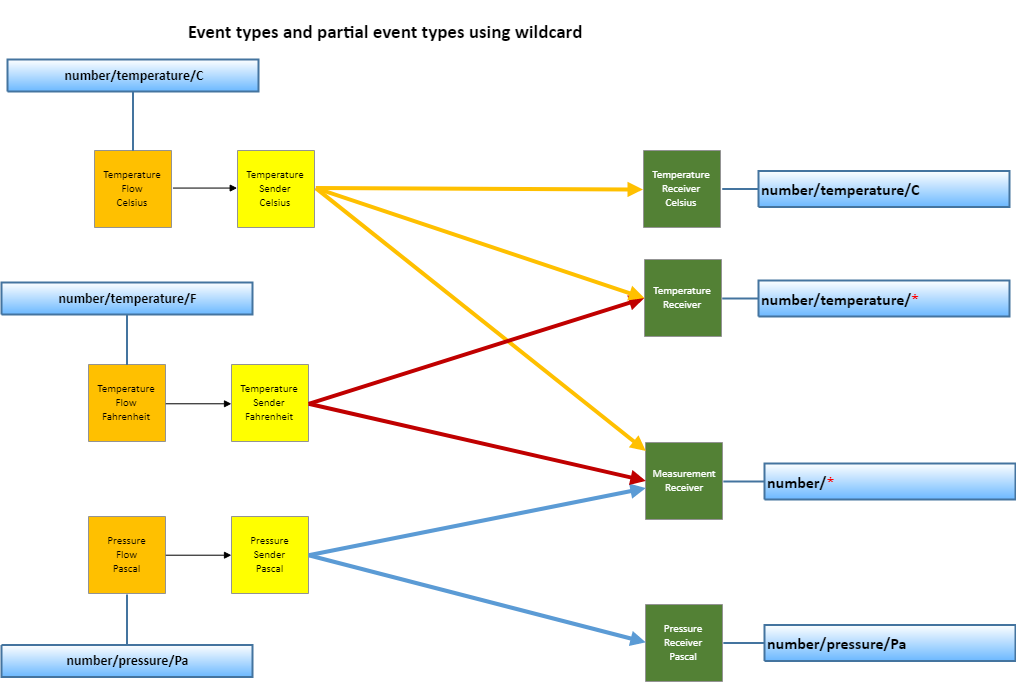 Event types and partial event types using wildcard
number/temperature/C
Temperature
Flow
Celsius
Temperature
Sender
Celsius
Temperature
Receiver
Celsius
number/temperature/C
number/temperature/F
Temperature
Receiver
number/temperature/*
Temperature
Flow
Fahrenheit
Temperature
Sender
Fahrenheit
Measurement
Receiver
number/*
Pressure
Flow
Pascal
Pressure
Sender
Pascal
Pressure
Receiver
Pascal
number/pressure/Pa
number/pressure/Pa